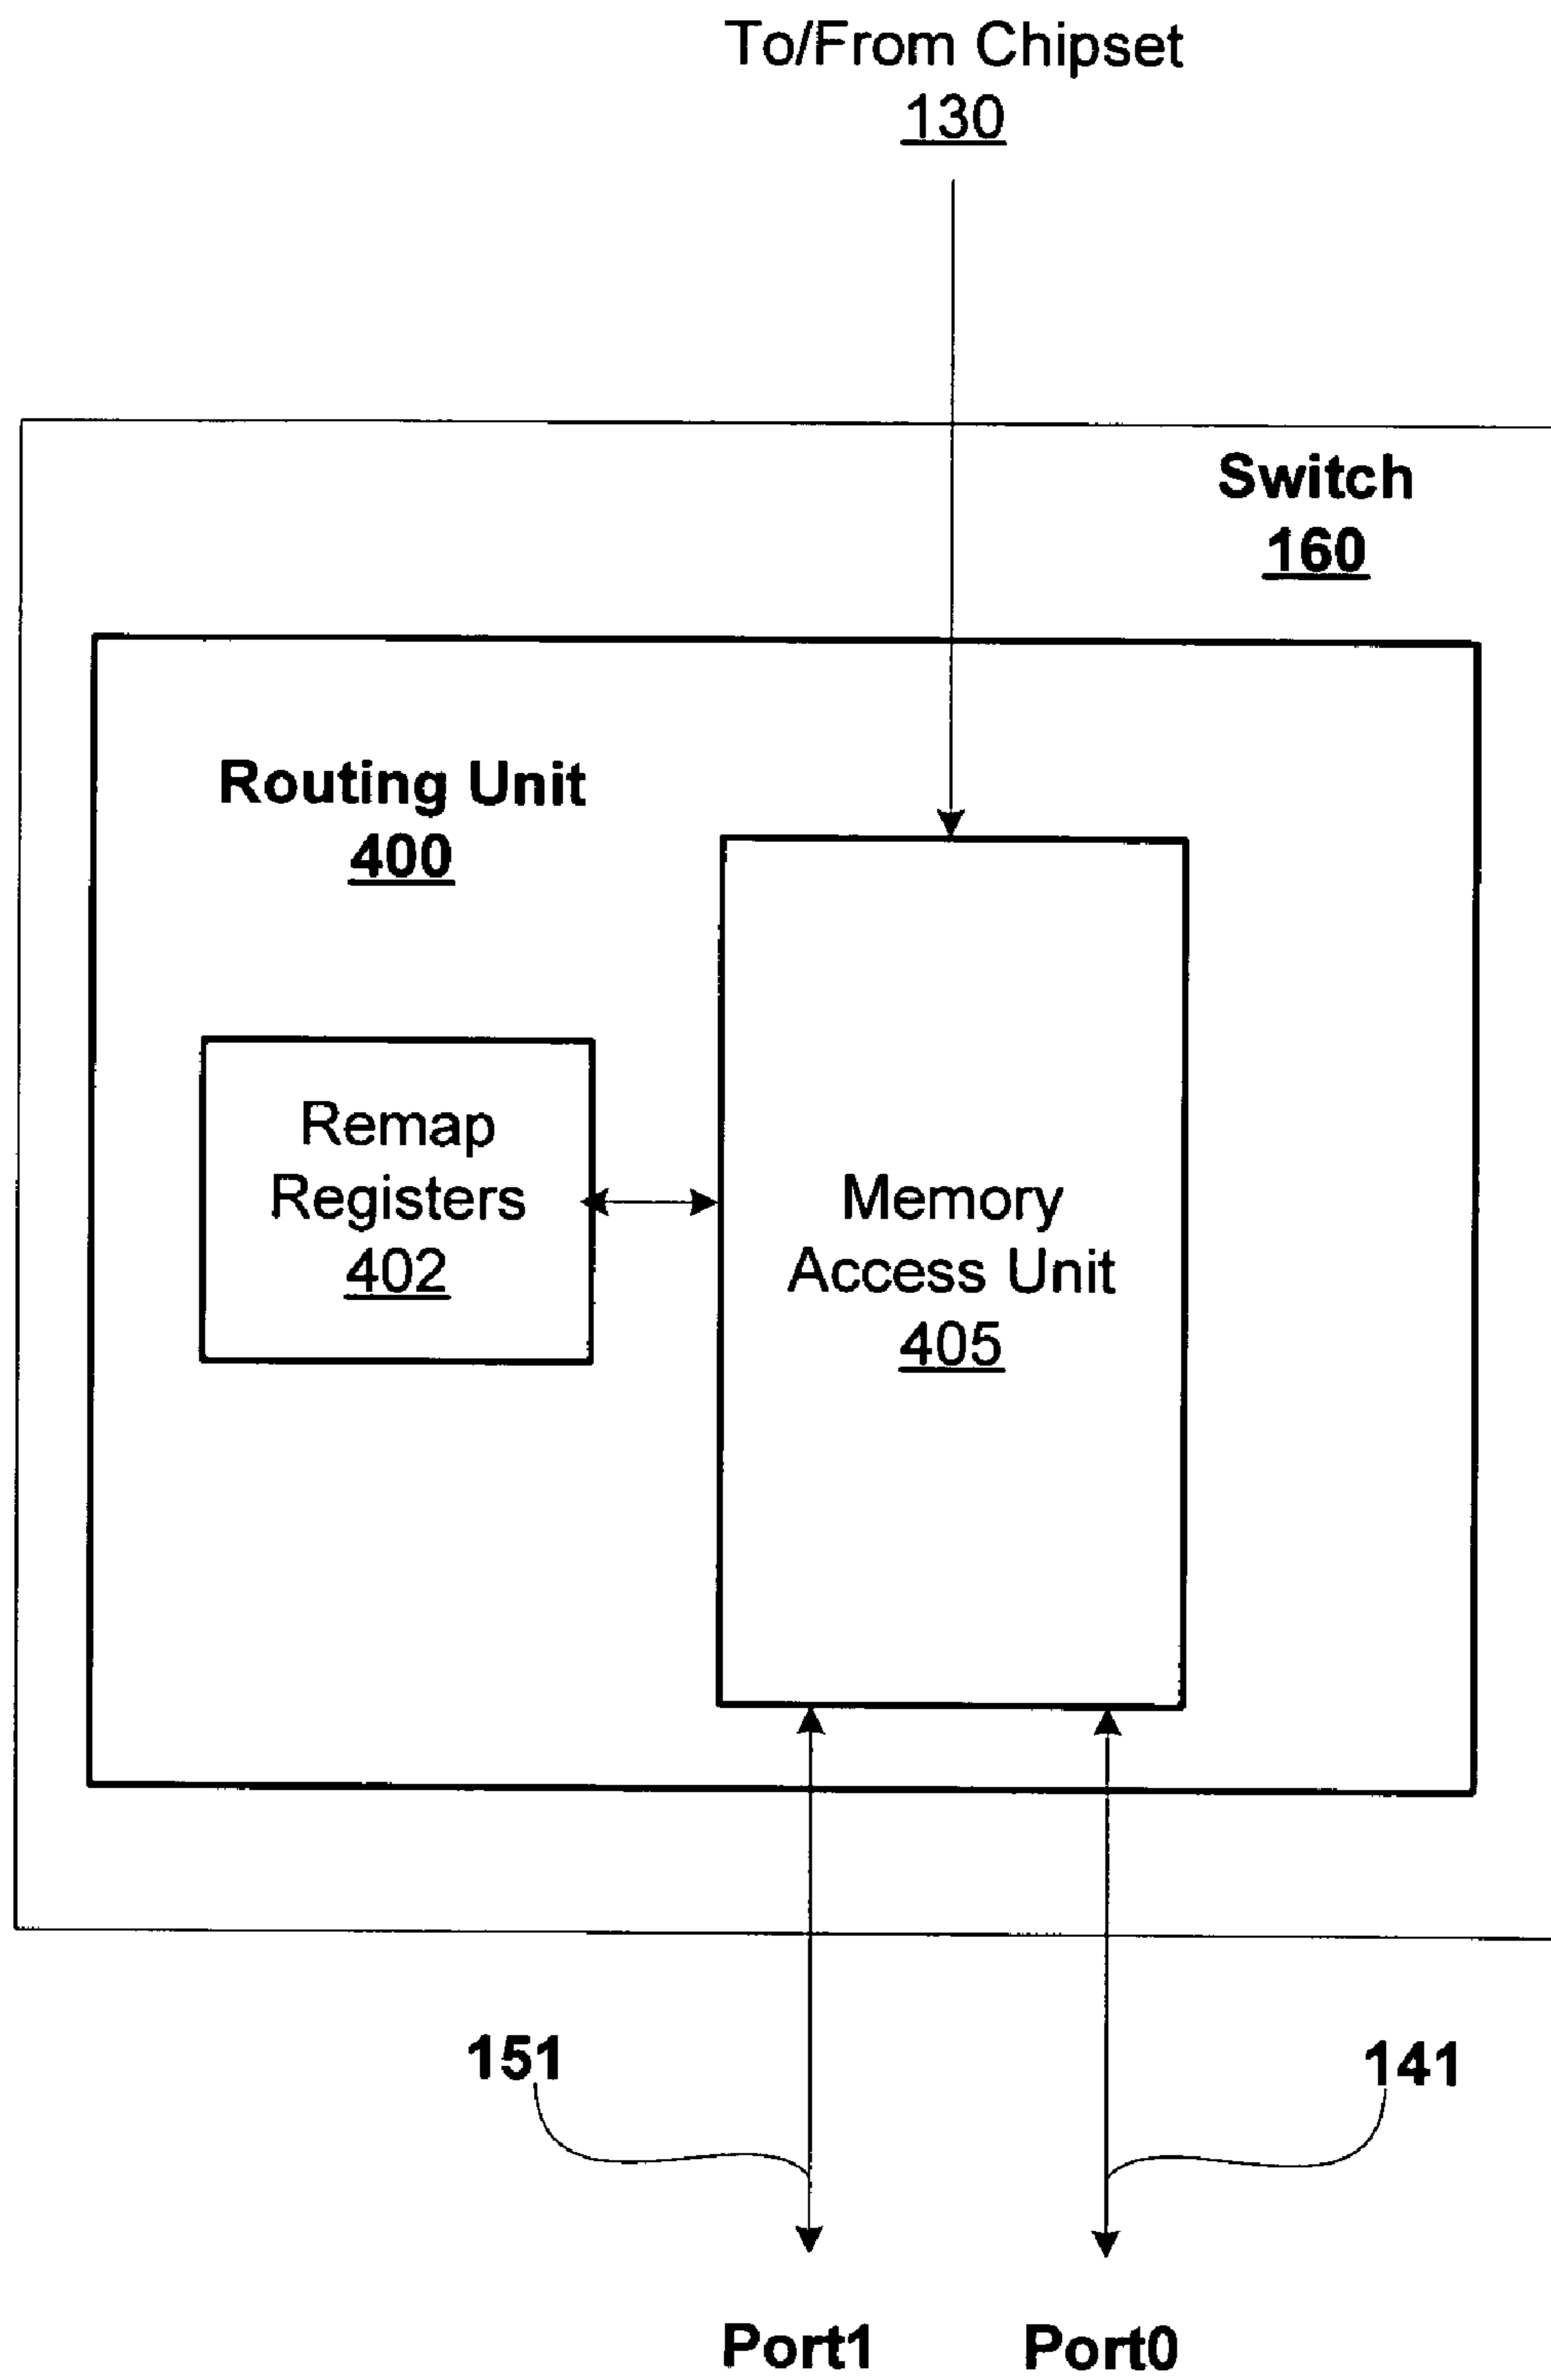 To/From Chipset
130
Switch
160
Routing Unit
400
Remap
Registers
402
Memory
Access Unit
405
151
141
Port1
Port0